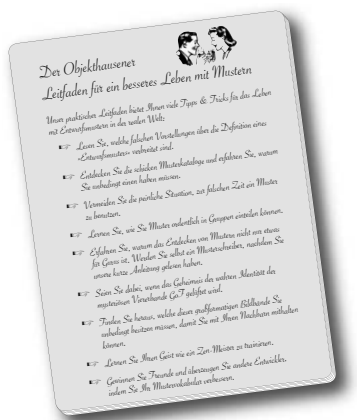 Der Objekthausener
Leitfaden für ein besseres Leben mit Mustern
Unser praktischer Leitfaden bietet Ihnen viele Tipps & Tricks für das Leben
mit Entwurfsmustern in der realen Welt:
☞ Lesen Sie, welche falschen Vorstellungen über die Definition eines
«Entwurfsmusters» verbreitet sind.
☞ Entdecken Sie die schicken Musterkataloge und erfahren Sie, warum
Sie unbedingt einen haben müssen.
☞ Vermeiden Sie die peinliche Situation, zur falschen Zeit ein Muster
zu benutzen.
☞ Lernen Sie, wie Sie Muster ordentlich in Gruppen einteilen können.
☞ Erfahren Sie, warum das Entdecken von Mustern nicht nur etwas
für Gurus ist. Werden Sie selbst ein Musterschreiber, nachdem Sie
unsere kurze Anleitung gelesen haben.
☞ Seien Sie dabei, wenn das Geheimnis der wahren Identität der
mysteriösen Viererbande GoF gelüftet wird.
☞ Finden Sie heraus, welche dieser großformatigen Bildbände Sie
unbedingt besitzen müssen, damit Sie mit Ihren Nachbarn mithalten
können.
☞ Lernen Sie Ihren Geist wie ein Zen-Meister zu trainieren.
☞ Gewinnen Sie Freunde und überzeugen Sie andere Entwickler,
indem Sie Ihr Mustervokabular verbessern.